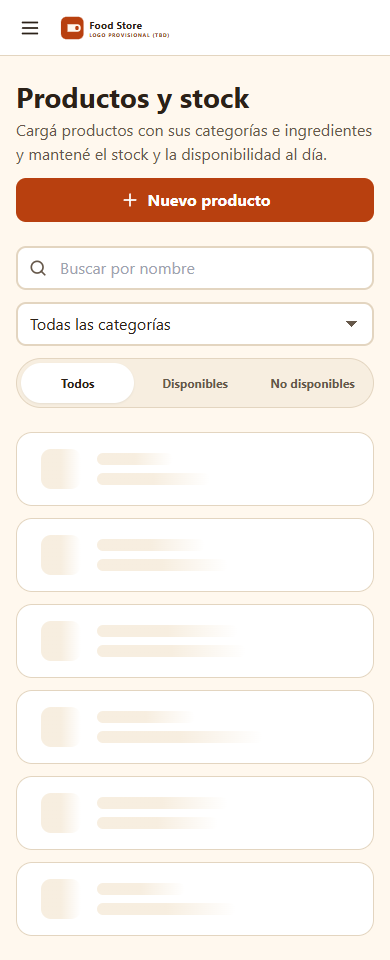 Food Store
LOGO PROVISIONAL (TBD)
Productos y stock
Cargá productos con sus categorías e ingredientes
y mantené el stock y la disponibilidad al día.
Nuevo producto
Buscar por nombre
Todas las categorías
Todos
Disponibles
No disponibles